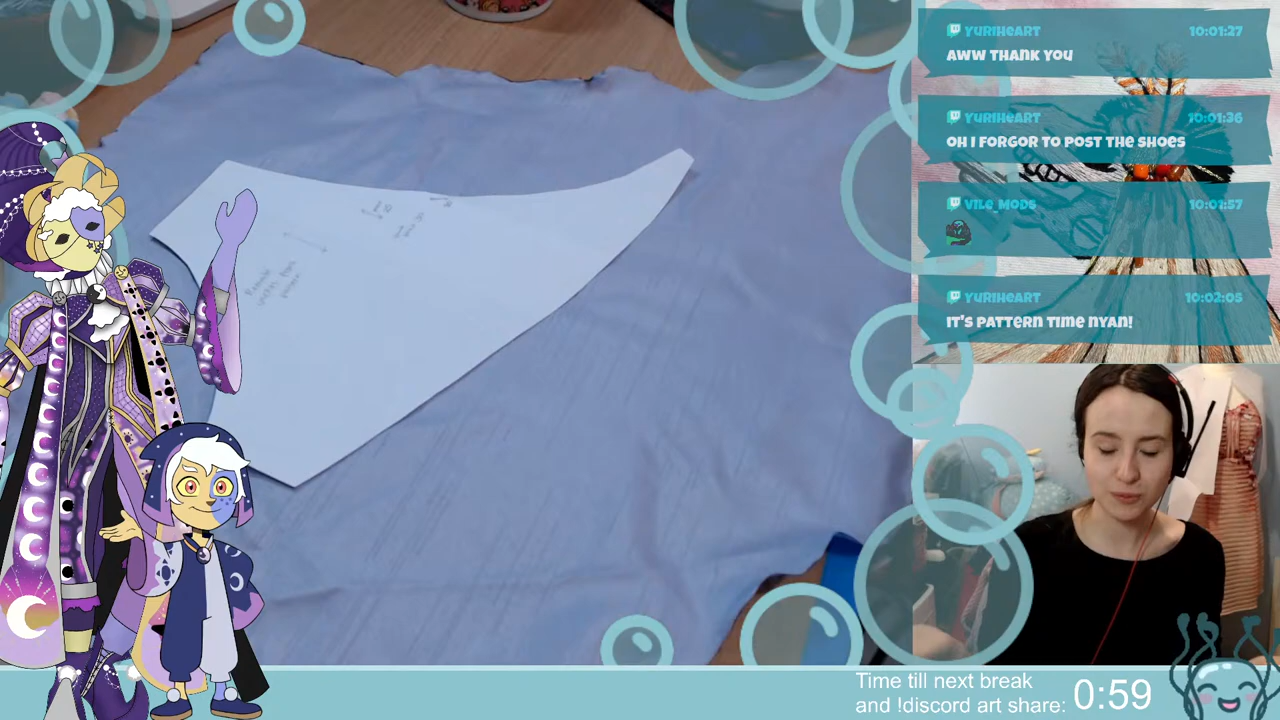 YURIHEART 10:01:27
AWW THANK YOU
YURIHEART 10:01:36
OH I FORGOR TO POST THE SHOES
VILE_MODS 10:01:57
YURIHEART 10:02:05
IT'S PATTERN TIME NYAN!
Time till next break
and !discord art share: 0:59